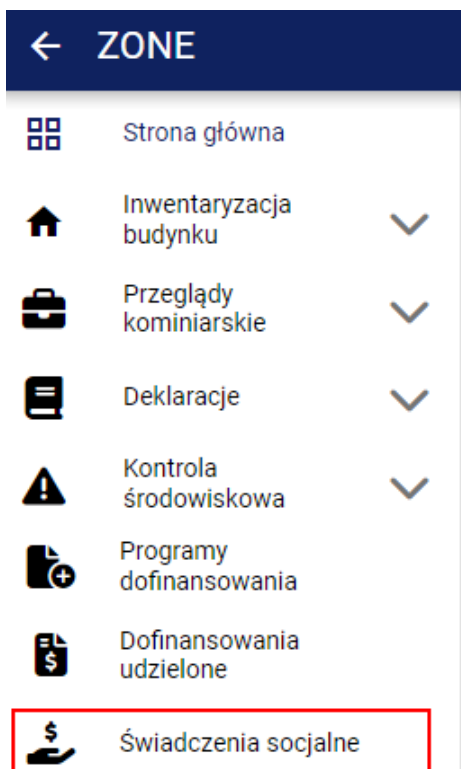 ZONE
Strona główna
Inwentaryzacja
budynku
Przeglądy
kominiarskie
Deklaracje
Kontrola
środowiskowa
Programy
dofinansowania
Dofinansowania
udzielone
Świadczenia socjalne